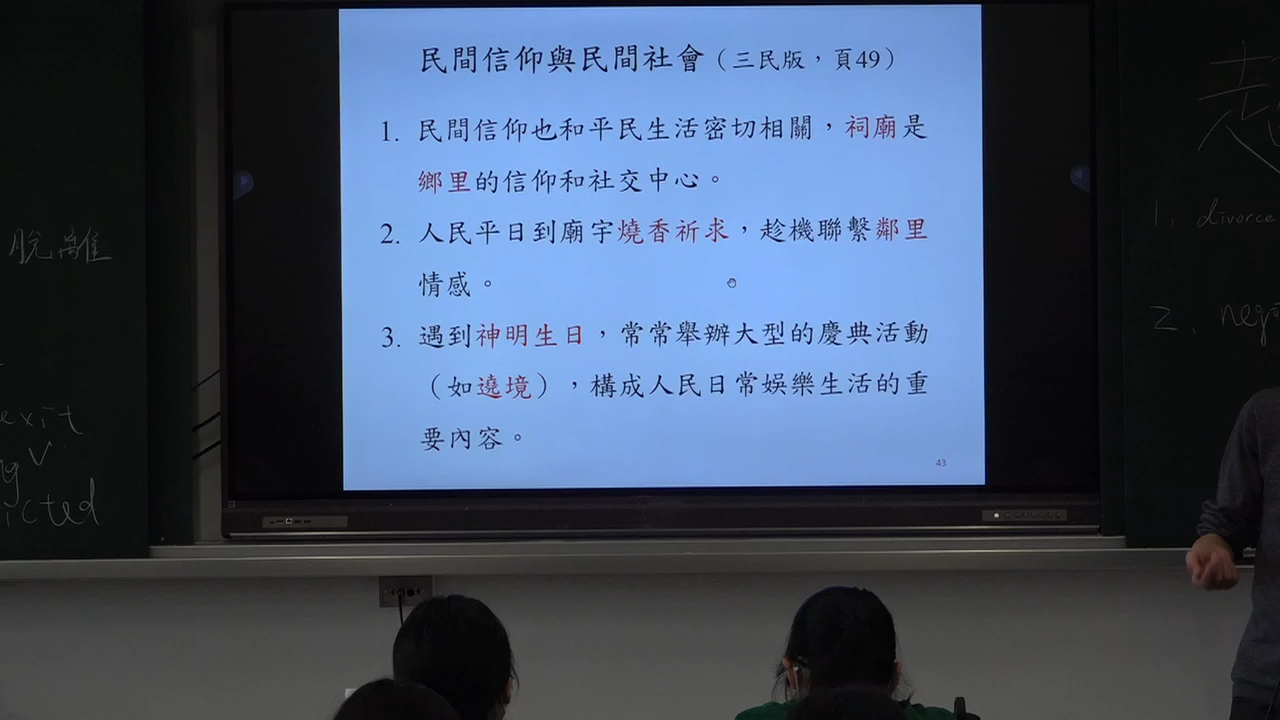 民間信仰與民間社會（三民版，頁49）
1. 民間信仰也和平民生活密切相關，祠廟是
鄉里的信仰和社交中心。
2. 人民平日到廟宇燒香祈求，趁機聯繫鄰里
情感。
3. 遇到神明生日，常常舉辦大型的慶典活動
（如遶境），構成人民日常娛樂生活的重
要內容。
43
脫離
exit
icted
1. divorce
2.